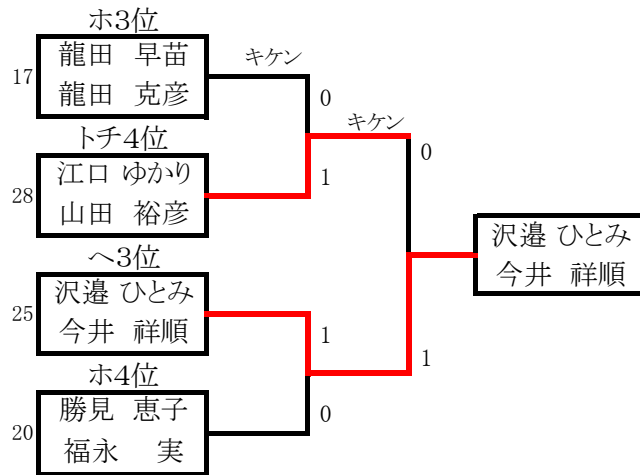 ホ3位
17
龍田 早苗
龍田 克彦
キケン
0
トチ4位
28
江口 ゆかり
山田 裕彦
1
キケン
0
ヘ3位
25
沢邉 ひとみ
今井 祥順
1
ホ4位
20
勝見 恵子
福永 実
0
1
沢邉 ひとみ
今井 祥順